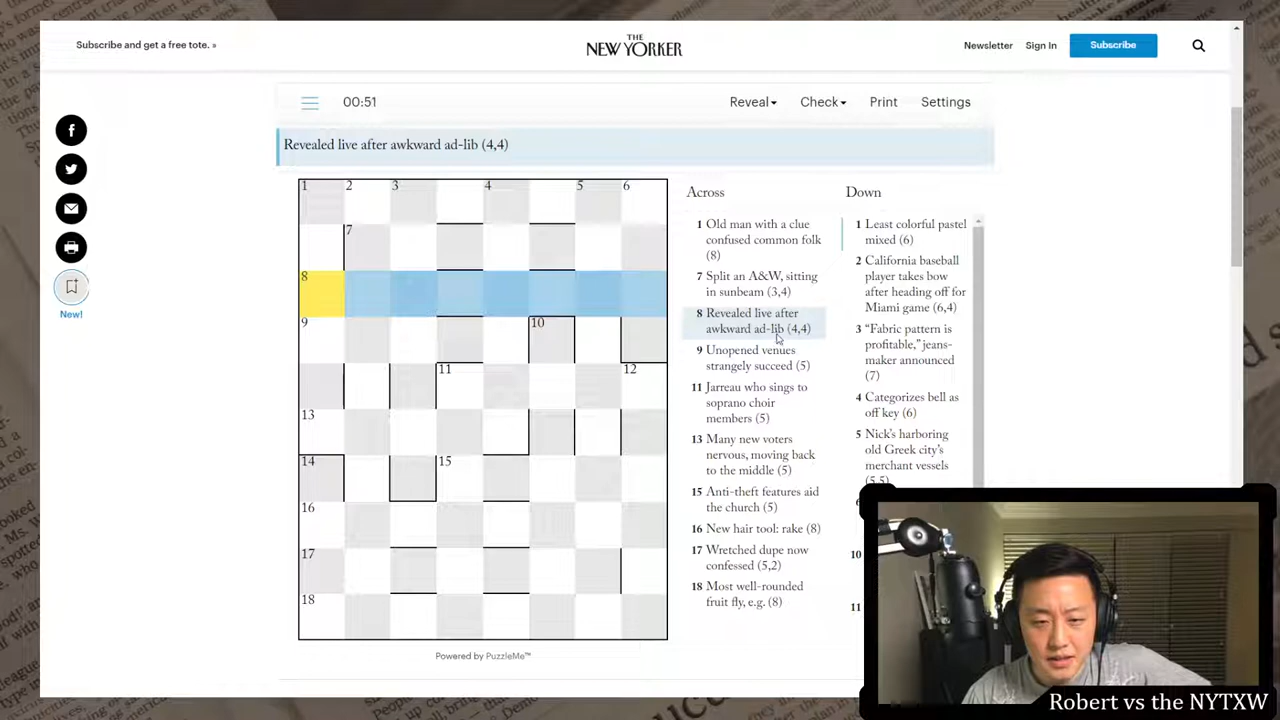 Subscribe and get a free tote. »
THE
NEW YORKER
Newsletter Sign In Subscribe
00:51
Reveal Check Print Settings
Revealed live after awkward ad-lib (4,4)
New!
1 2 3 4 5 6
7
8
9 10
11 12
13
14 15
16
17
18
Powered by PuzzleMe™
Across
1 Old man with a clue
confused common folk
(8)
7 Split an A&W, sitting
in sunbeam (3,4)
8 Revealed live after
awkward ad-lib (4,4)
9 Unopened venues
strangely succeed (5)
11 Jarreau who sings to
soprano choir
members (5)
13 Many new voters
nervous, moving back
to the middle (5)
15 Anti-theft features aid
the church (5)
16 New hair tool: rake (8)
17 Wretched dupe now
confessed (5,2)
18 Most well-rounded
fruit fly, e.g. (8)
Down
1 Least colorful pastel
mixed (6)
2 California baseball
player takes bow
after heading off for
Miami game (6,4)
3 “Fabric pattern is
profitable,” jeans-
maker announced
(7)
4 Categorizes bell as
off key (6)
5 Nick's harboring
old Greek city's
merchant vessels
(5,5)
10
11
Robert vs the NYTXW